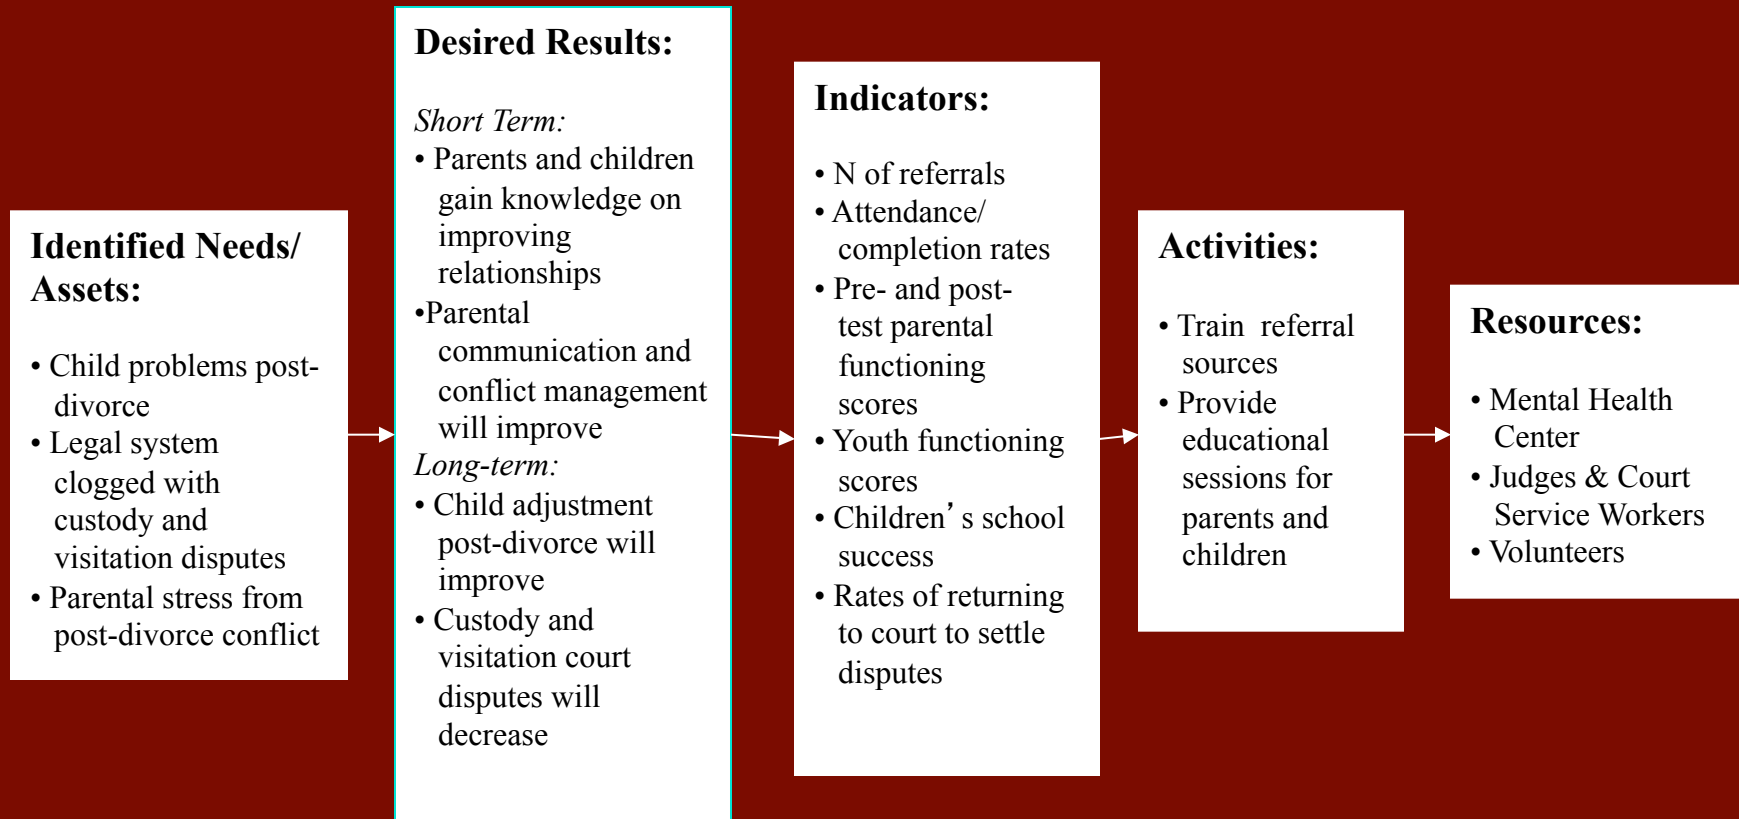 Identified Needs/
Assets:
• Child problems post-
divorce
• Legal system
clogged with
custody and
visitation disputes
• Parental stress from
post-divorce conflict
Desired Results:
Short Term:
• Parents and children
gain knowledge on
improving
relationships
•Parental
communication and
conflict management
will improve
Long-term:
• Child adjustment
post-divorce will
improve
• Custody and
visitation court
disputes will
decrease
Indicators:
• N of referrals
• Attendance/
completion rates
• Pre- and post-
test parental
functioning
scores
• Youth functioning
scores
• Children’s school
success
• Rates of returning
to court to settle
disputes
Activities:
• Train referral
sources
• Provide
educational
sessions for
parents and
children
Resources:
• Mental Health
Center
• Judges & Court
Service Workers
• Volunteers